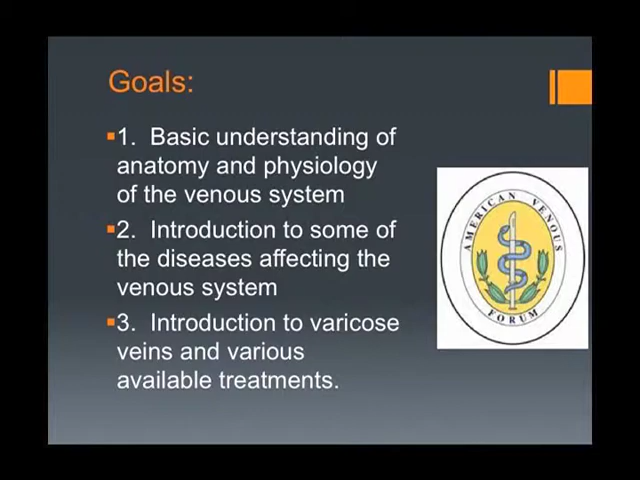 Goals:
1. Basic understanding of
anatomy and physiology
of the venous system
2. Introduction to some of
the diseases affecting the
venous system
3. Introduction to varicose
veins and various
available treatments.
AMERICAN VENOUS
FORUM